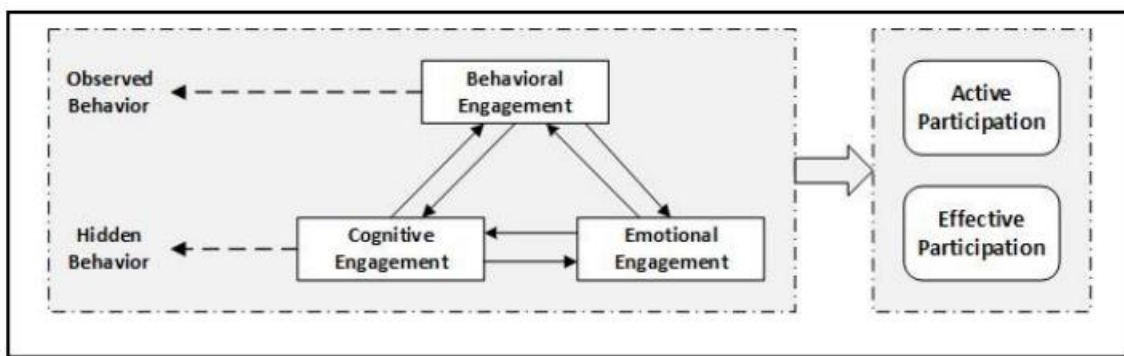 Observed
Behavior
Behavioral
Engagement
Hidden
Behavior
Cognitive
Engagement
Emotional
Engagement
Active
Participation
Effective
Participation